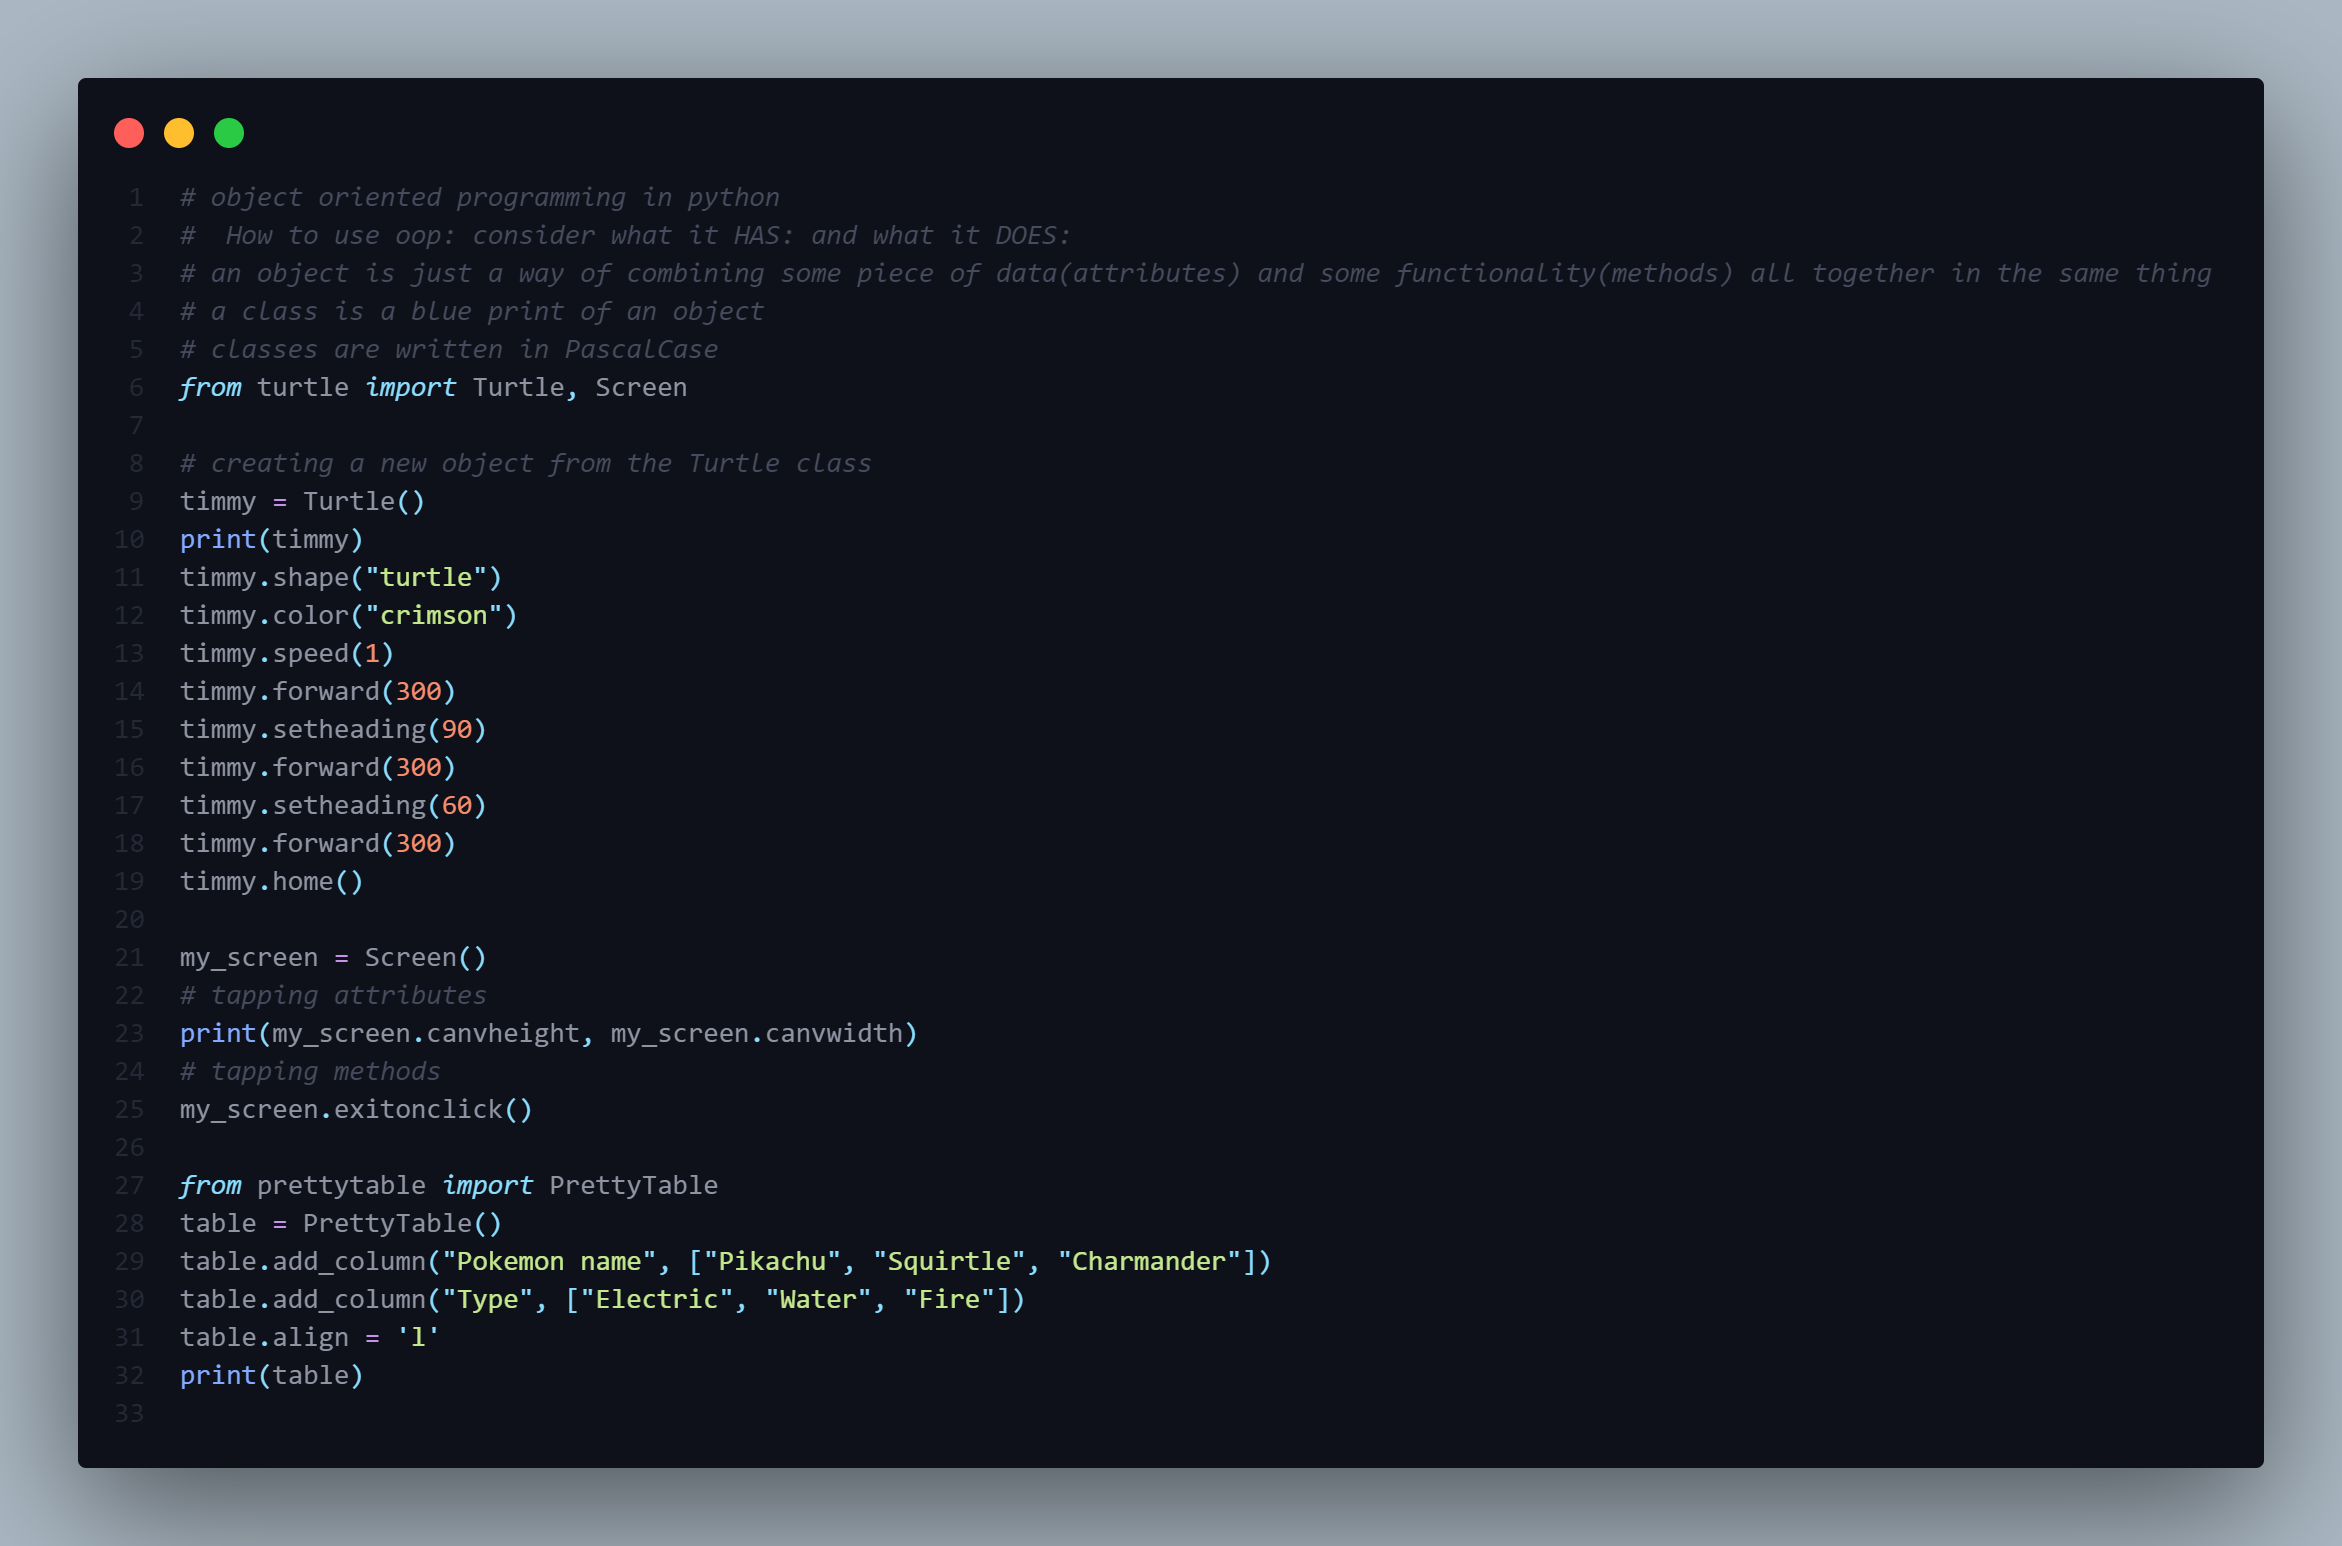 1 # object oriented programming in python
2 #  How to use oop: consider what it HAS: and what it DOES:
3 # an object is just a way of combining some piece of data(attributes) and some functionality(methods) all together in the same thing
4 # a class is a blue print of an object
5 # classes are written in PascalCase
6 from turtle import Turtle, Screen
7
8 # creating a new object from the Turtle class
9 timmy = Turtle()
10 print(timmy)
11 timmy.shape("turtle")
12 timmy.color("crimson")
13 timmy.speed(1)
14 timmy.forward(300)
15 timmy.setheading(90)
16 timmy.forward(300)
17 timmy.setheading(60)
18 timmy.forward(300)
19 timmy.home()
20
21 my_screen = Screen()
22 # tapping attributes
23 print(my_screen.canvheight, my_screen.canvwidth)
24 # tapping methods
25 my_screen.exitonclick()
26
27 from prettytable import PrettyTable
28 table = PrettyTable()
29 table.add_column("Pokemon name", ["Pikachu", "Squirtle", "Charmander"])
30 table.add_column("Type", ["Electric", "Water", "Fire"])
31 table.align = 'l'
32 print(table)
33